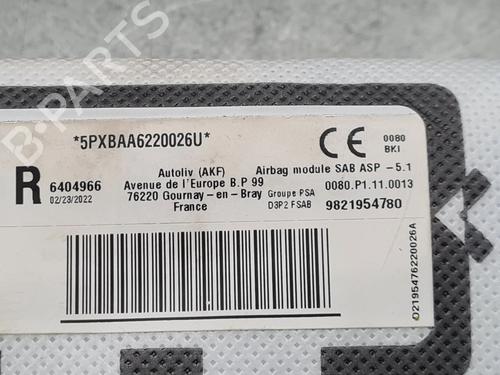 *5PXBAA6220026U*
CE 0080
BKI
R 6404966
02/23/2022
Autoliv (AKF)
Avenue de l'Europe B.P 99
76220 Gournay-en-Bray
France
Airbag module SAB ASP -5.1
0080.P1.11.0013
Groupe PSA
D3P2 FSAB 9821954780
O2195476220026A
B-PARTS